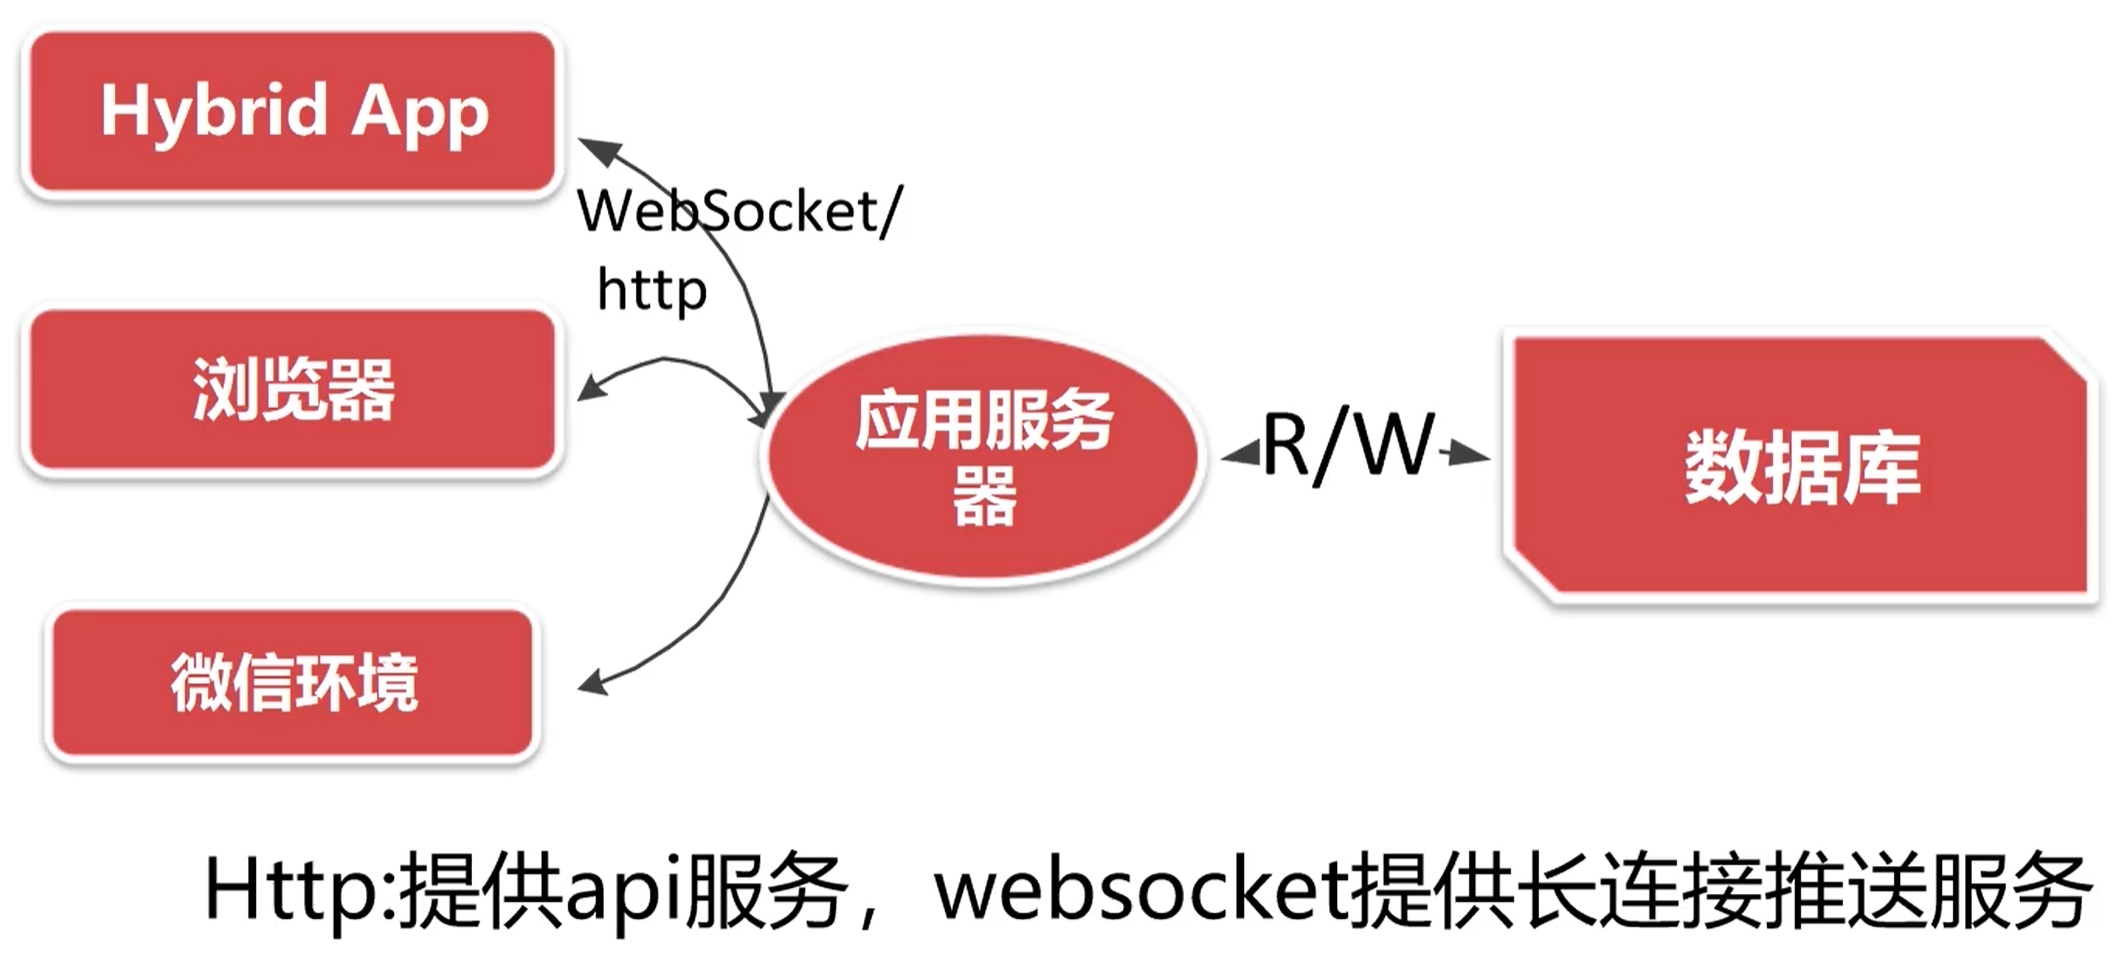 Hybrid App
WebSocket/
http
浏览器
应用服务
器
R/W
数据库
微信环境
Http:提供api服务，websocket提供长连接推送服务